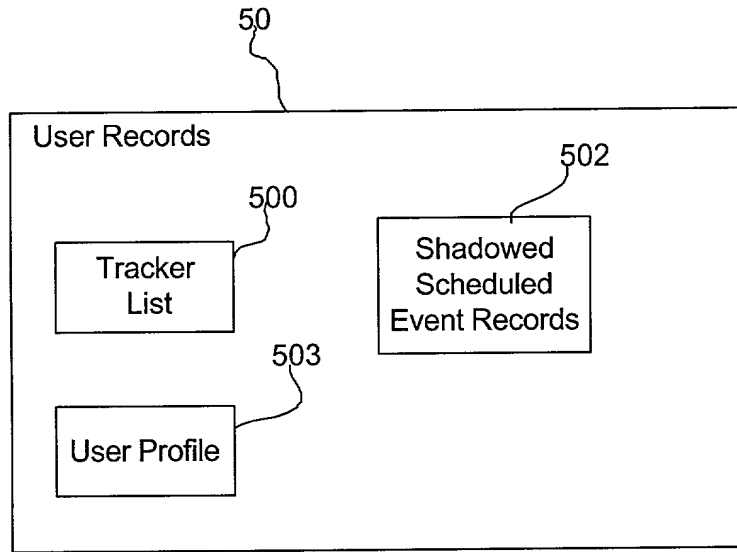 50
User Records
502
500
Shadowed
Scheduled
Event Records
Tracker
List
503
User Profile